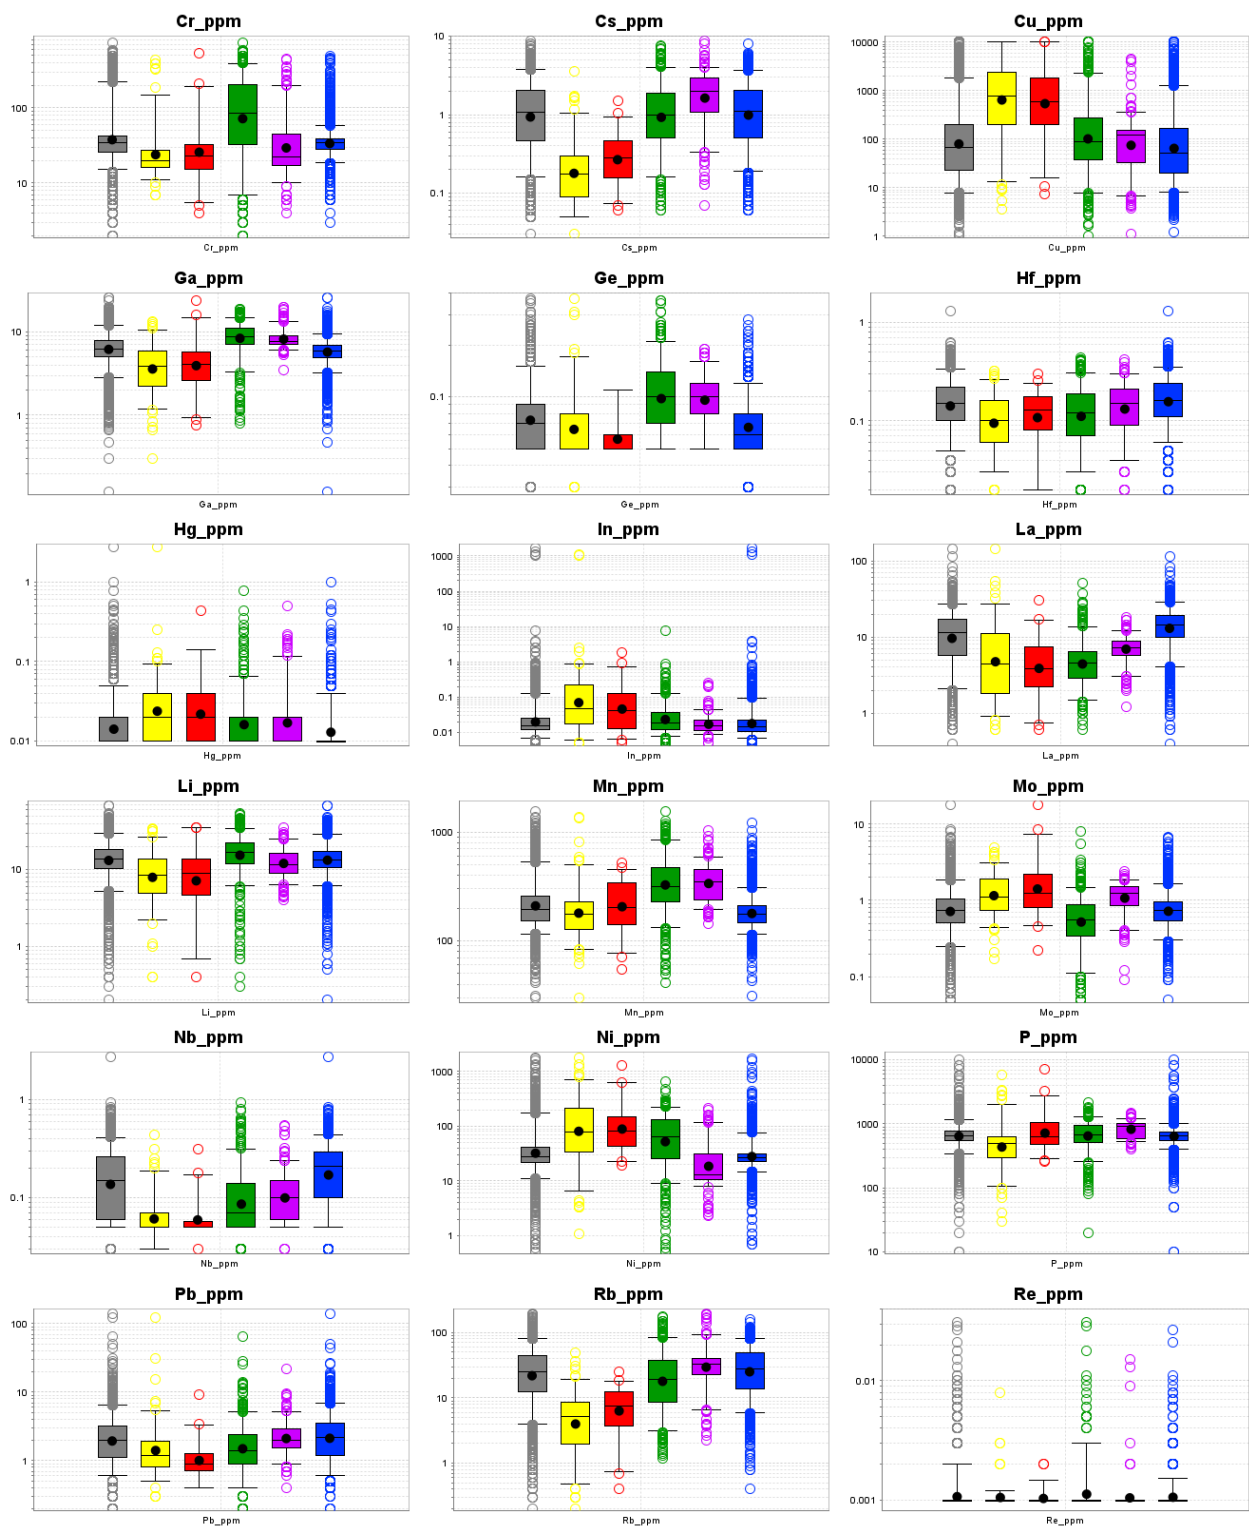 Cr_ppm
Cs_ppm
Cu_ppm
100
10
Cr_ppm
10
1
0.1
Cs_ppm
10000
1000
100
10
1
Cu_ppm
Ga_ppm
Ge_ppm
Hf_ppm
10
1
Ga_ppm
0.1
Ge_ppm
1
0.1
Hf_ppm
Hg_ppm
In_ppm
La_ppm
1
0.1
0.01
Hg_ppm
1000
100
10
1
0.1
0.01
In_ppm
100
10
1
La_ppm
Li_ppm
Mn_ppm
Mo_ppm
10
1
Li_ppm
1000
100
Mn_ppm
10
1
0.1
Mo_ppm
Nb_ppm
Ni_ppm
P_ppm
1
0.1
Nb_ppm
1000
100
10
1
Ni_ppm
10000
1000
100
10
P_ppm
Pb_ppm
Rb_ppm
Re_ppm
100
10
1
Pb_ppm
100
10
1
Rb_ppm
0.01
0.001
Re_ppm